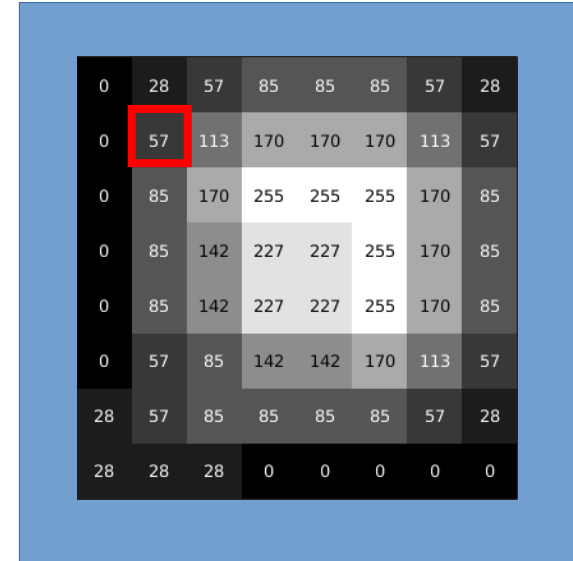 0 28 57 85 85 85 57 28
0 57 113 170 170 170 113 57
0 85 170 255 255 255 170 85
0 85 142 227 227 255 170 85
0 85 142 227 227 255 170 85
0 57 85 142 142 170 113 57
28 57 85 85 85 85 57 28
28 28 28 0 0 0 0 0